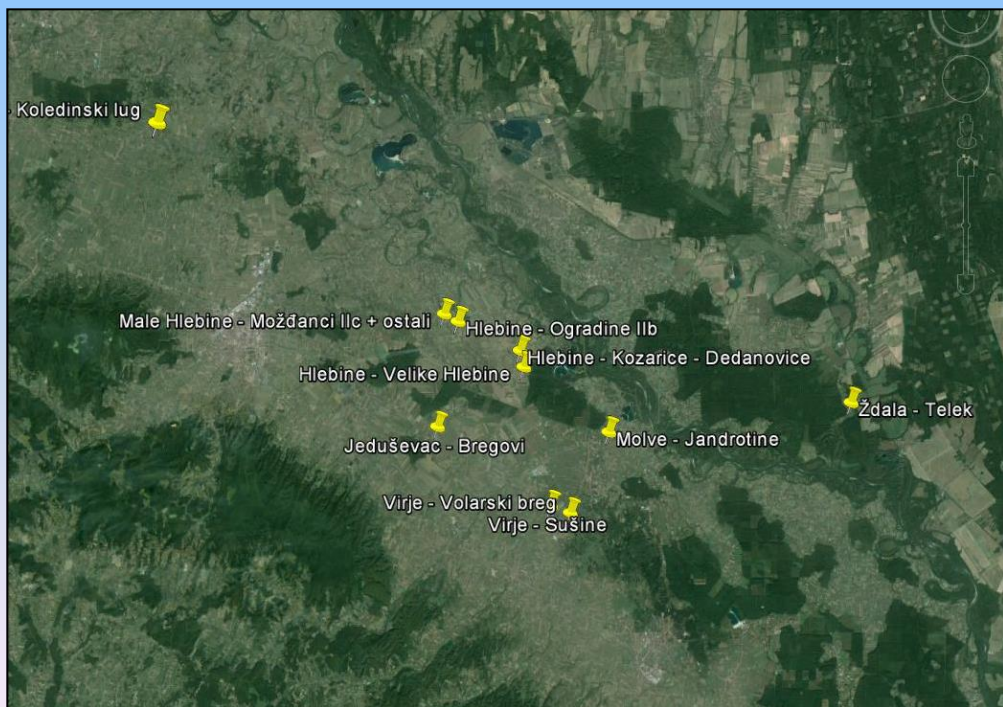 - Koledinski lug
Male Hlebine - Možđanci IIc + ostali
Hlebine - Ogradine IIb
Hlebine - Kozarice - Dedanovice
Hlebine - Velike Hlebine
Ždala - Telek
Jeduševac - Bregovi
Molve - Jandrotine
Virje - Volarski breg
Virje - Sušine